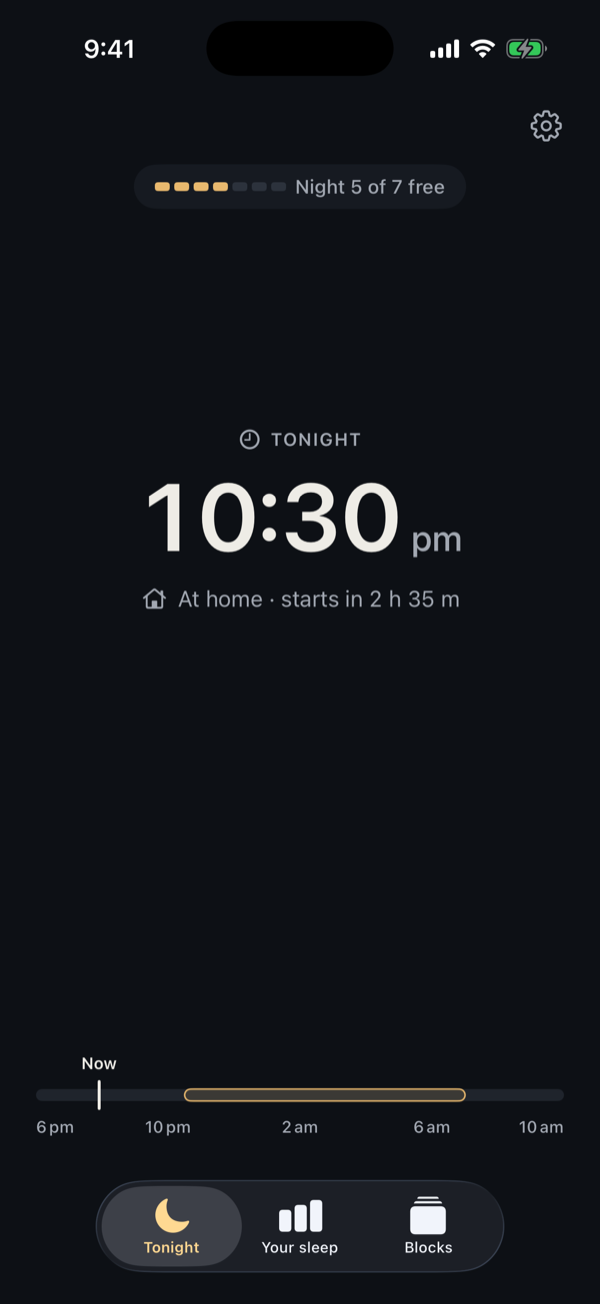 9:41
Night 5 of 7 free
TONIGHT
10:30 pm
At home · starts in 2 h 35 m
Now
6 pm 10 pm 2 am 6 am 10 am
Tonight Your sleep Blocks